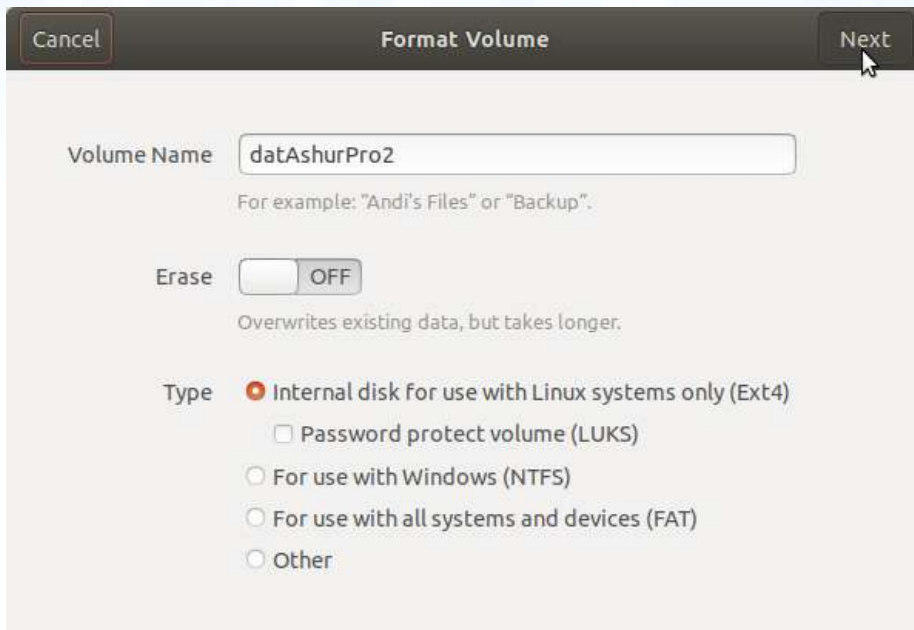 Cancel Format Volume Next
Volume Name datAshurPro2
For example: “Andi’s Files” or “Backup”.
Erase OFF
Overwrites existing data, but takes longer.
Type Internal disk for use with Linux systems only (Ext4)
Password protect volume (LUKS)
For use with Windows (NTFS)
For use with all systems and devices (FAT)
Other